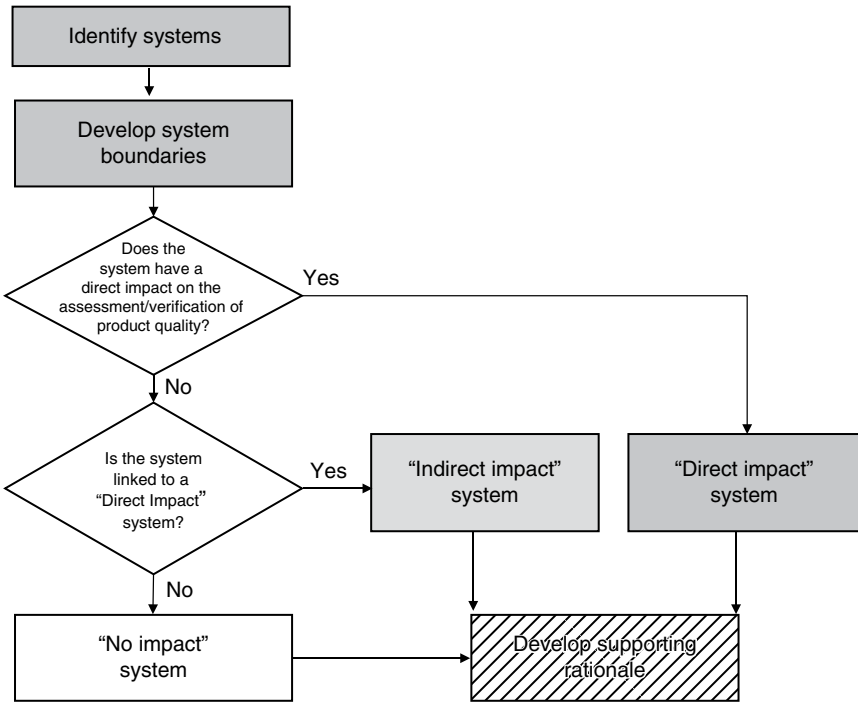 Identify systems
Develop system
boundaries
Does the
system have a
direct impact on the
assessment/verification of
product quality?
Yes
No
Is the system
linked to a
“Direct Impact”
system?
Yes
“Indirect impact”
system
“Direct impact”
system
No
“No impact”
system
Develop supporting
rationale